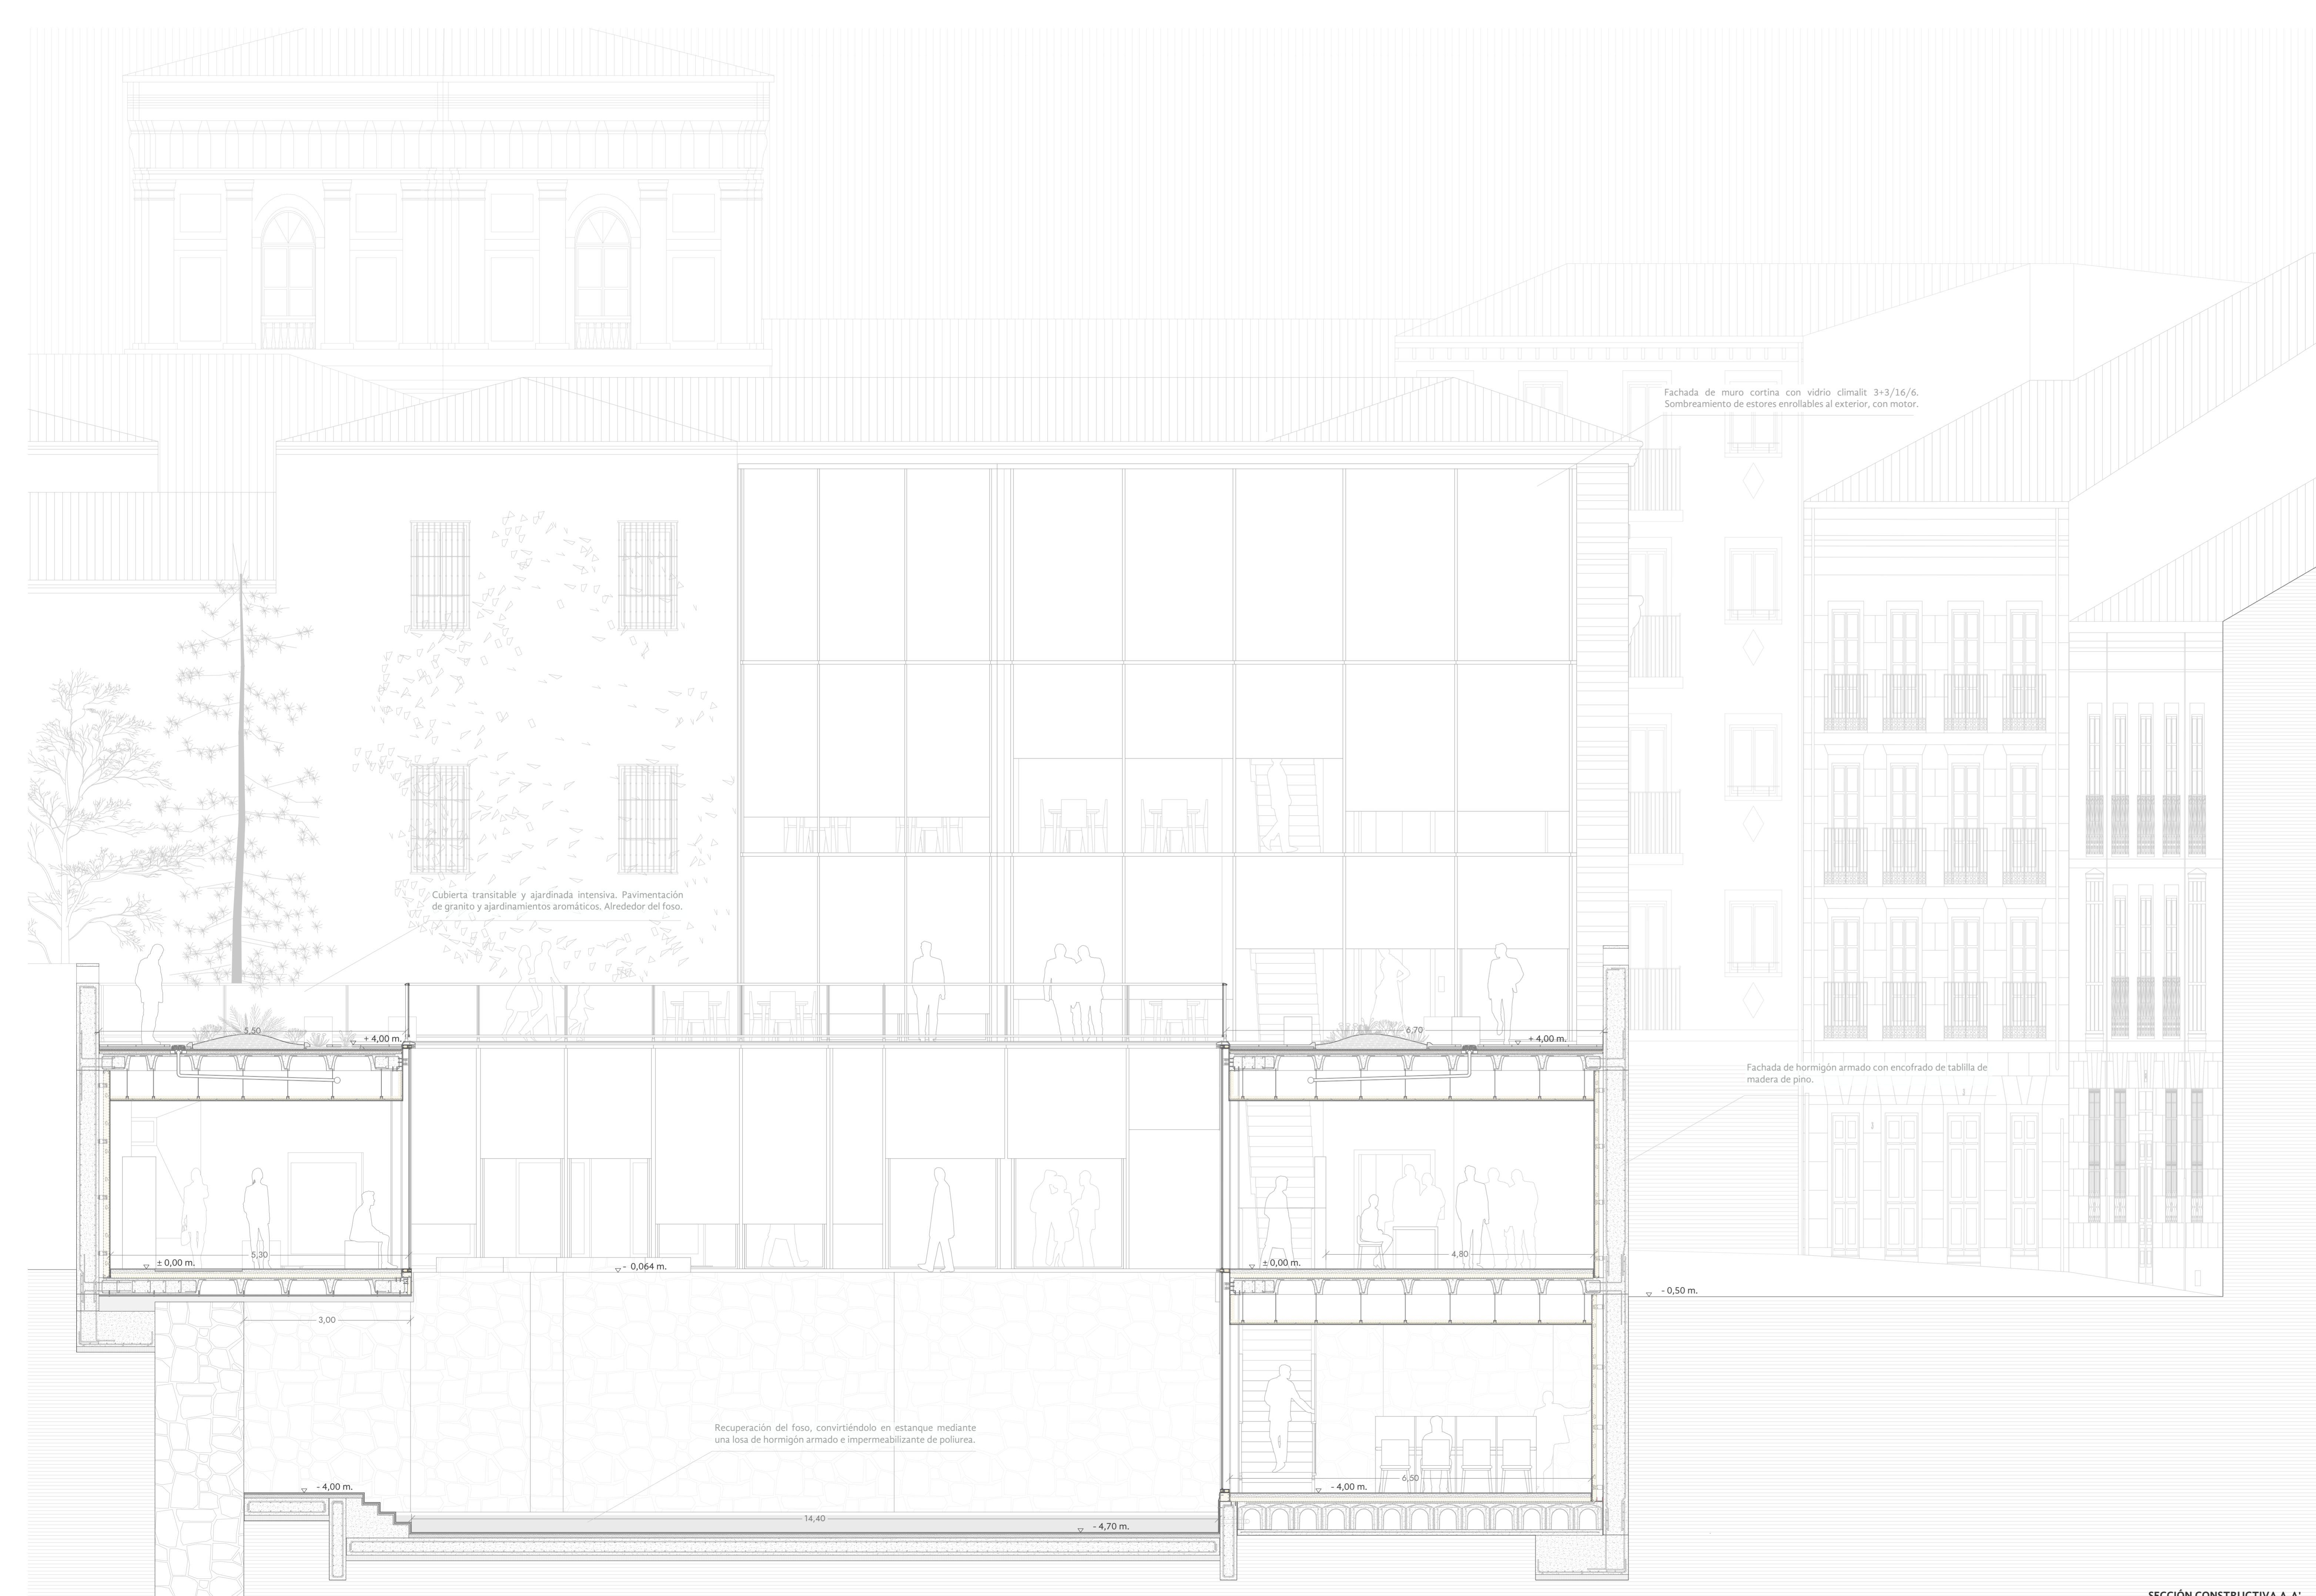 Fachada de muro cortina con vidrio climalit 3+3/16/6.
Sombreamiento de estores enrollables al exterior, con motor.
Cubierta transitable y ajardinada intensiva. Pavimentación
de granito y ajardinamientos aromáticos. Alrededor del foso.
5,50
+ 4,00 m.
6,70
+ 4,00 m.
Fachada de hormigón armado con encofrado de tablilla de
madera de pino.
5,30
± 0,00 m.
- 0,064 m.
4,80
± 0,00 m.
- 0,50 m.
3,00
Recuperación del foso, convirtiéndolo en estanque mediante
una losa de hormigón armado e impermeabilizante de poliurea.
6,50
- 4,00 m.
- 4,00 m.
14,40
- 4,70 m.
SECCIÓN CONSTRUCTIVA A-A'